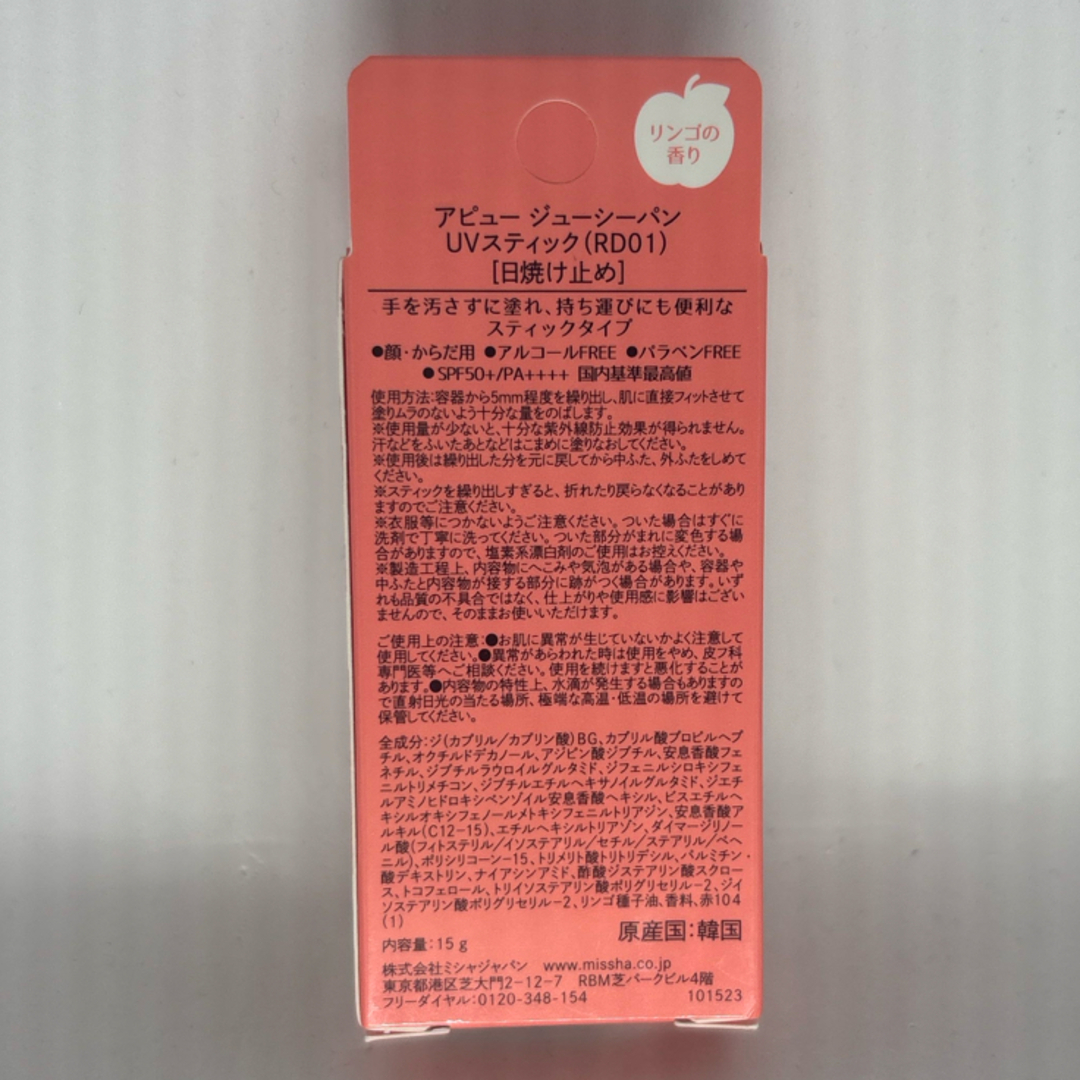 リンゴの
香り
アピュー ジューシーパン
UVスティック(RD01)
[日焼け止め]
手を汚さずに塗れ、持ち運びにも便利な
スティックタイプ
●顔・からだ用 ●アルコールFREE ●パラベンFREE
●SPF50+/PA++++ 国内基準最高値
使用方法:容器から5mm程度を繰り出し、肌に直接フィットさせて
塗りムラのないよう十分な量をのばします。
※使用量が少ないと、十分な紫外線防止効果が得られません。
汗などをふいたあとなどはこまめに塗りなおしてください。
※使用後は繰り出した分を元に戻してから中ふた、外ふたをしめて
ください。
※スティックを繰り出しすぎると、折れたり戻らなくなることがあり
ますのでご注意ください。
※衣服等につかないようご注意ください。ついた場合はすぐに
洗剤で丁寧に洗ってください。ついた部分がまれに変色する場
合がありますので、塩素系漂白剤のご使用はお控えください。
※製造工程上、内容物にへこみや気泡がある場合や、容器や
中ふたと内容物が接する部分に跡がつく場合があります。いず
れも品質の不具合ではなく、仕上がりや使用感に影響はござい
ませんので、そのままお使いいただけます。
ご使用上の注意:●お肌に異常が生じていないかよく注意して
使用してください。●異常があらわれた時は使用をやめ、皮フ科
専門医等へご相談ください。使用を続けますと悪化することが
あります。●内容物の特性上、水滴が発生する場合もありますの
で直射日光の当たる場所、極端な高温・低温の場所を避けて
保管してください。
全成分:ジ(カプリル/カプリン酸)BG、カプリル酸プロピルヘプ
チル、オクチルドデカノール、アジピン酸ジブチル、安息香酸フェ
ネチル、ジブチルラウロイルグルタミド、ジフェニルシロキシフェ
ニルトリメチコン、ジブチルエチルヘキサノイルグルタミド、ジエチ
ルアミノヒドロキシベンゾイル安息香酸ヘキシル、ビスエチルヘ
キシルオキシフェノールメトキシフェニルトリアジン、安息香酸ア
ルキル(C12-15)、エチルヘキシルトリアゾン、ダイマージリノー
ル酸(フィトステリル/イソステアリル/セチル/ステアリル/ベヘ
ニル)、ポリシリコーン-15、トリメリト酸トリトリデシル、パルミチン
酸デキストリン、ナイアシンアミド、酢酸ジステアリン酸スクロー
ス、トコフェロール、トリイソステアリン酸ポリグリセリル-2、ジイ
ソステアリン酸ポリグリセリル-2、リンゴ種子油、香料、赤104
(1)
原産国:韓国
内容量:15g
株式会社ミシャジャパン www.missha.co.jp
東京都港区芝大門2-12-7 RBM芝パークビル4階
フリーダイヤル:0120-348-154 101523